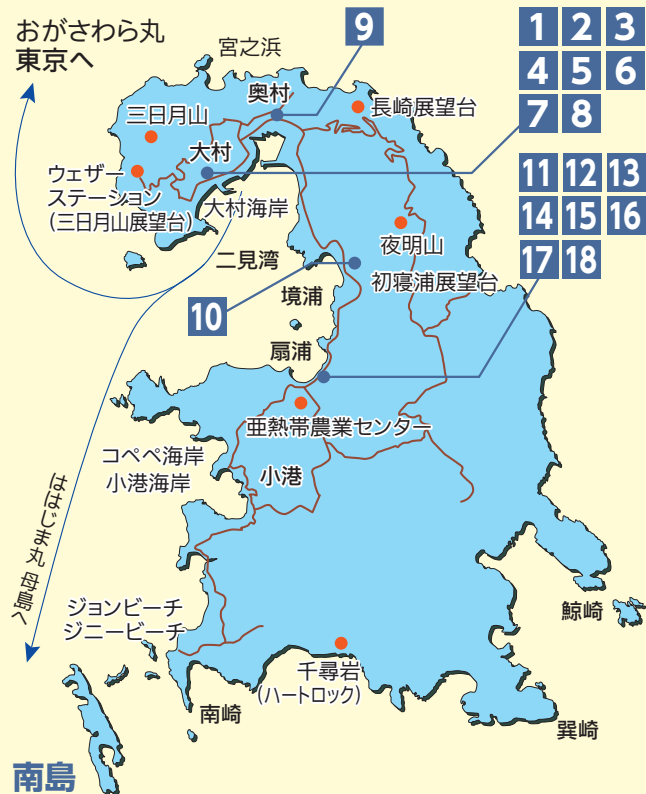 おがさわら丸
東京へ
宮之浜
9
1 2 3
4 5 6
7 8
奥村
長崎展望台
三日月山
大村
ウェザー
ステーション
(三日月山展望台)
大村海岸
11 12 13
14 15 16
17 18
夜明山
二見湾
初寝浦展望台
境浦
10
扇浦
亜熱帯農業センター
コペペ海岸
小港海岸
小港
ははじま丸 母島へ
ジョンビーチ
ジニービーチ
鯨崎
千尋岩
(ハートロック)
南崎
巽崎
南島